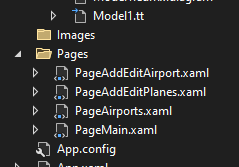 Model1.tt
Images
Pages
PageAddEditAirport.xaml
PageAddEditPlanes.xaml
PageAirports.xaml
PageMain.xaml
App.config